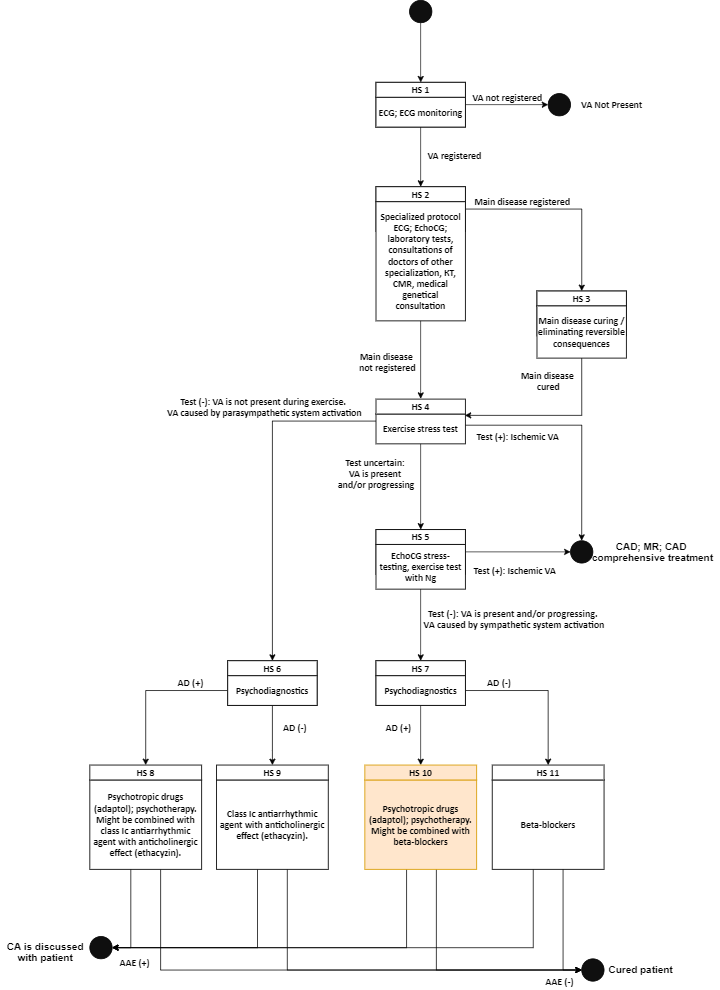 HS 1
ECG; ECG monitoring
VA not registered
VA Not Present
VA registered
HS 2
Specialized protocol
ECG; EchoCG;
laboratory tests,
consultations of
doctors of other
specialization, KT,
CMR, medical
genetical
consultation
Main disease registered
HS 3
Main disease curing /
eliminating reversible
consequences
Main disease
not registered
Main disease
cured
HS 4
Exercise stress test
Test (-): VA is not present during exercise.
VA caused by parasympathetic system activation
Test (+): Ischemic VA
Test uncertain:
VA is present
and/or progressing
HS 5
EchoCG stress-
testing, exercise test
with Ng
Test (+): Ischemic VA
CAD; MR; CAD
comprehensive treatment
Test (-): VA is present and/or progressing.
VA caused by sympathetic system activation
HS 6
Psychodiagnostics
HS 7
Psychodiagnostics
AD (+)
AD (-)
AD (+)
AD (-)
HS 8
Psychotropic drugs
(adaptol); psychotherapy.
Might be combined with
class Ic antiarrhythmic
agent with anticholinergic
effect (ethacyzin).
HS 9
Class Ic antiarrhythmic
agent with anticholinergic
effect (ethacyzin).
HS 10
Psychotropic drugs
(adaptol); psychotherapy.
Might be combined with
beta-blockers
HS 11
Beta-blockers
CA is discussed
with patient
AAE (+)
Cured patient
AAE (-)